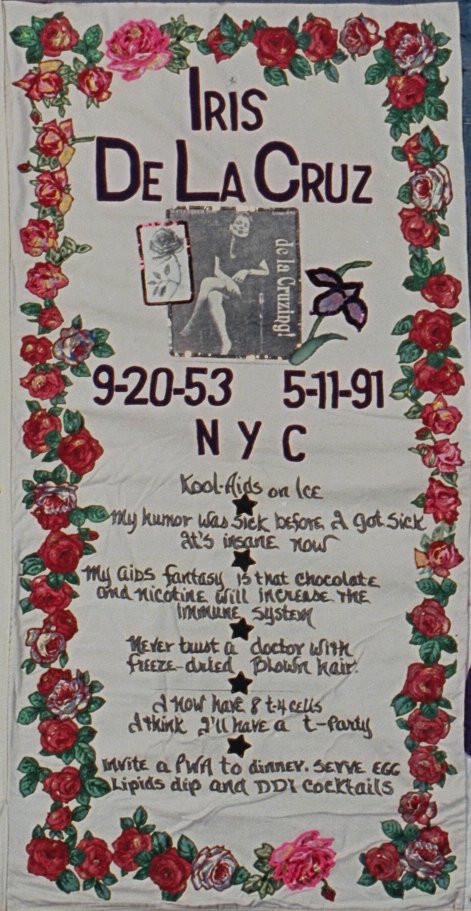 IRIS
DE LA CRUZ
de la Cruzing!
9-20-53 5-11-91
NYC
Kool-Aids on Ice
My humor was sick before I got sick
It's insane now
My aids fantasy is that chocolate
and nicotine will increase the
immune system
Never trust a doctor with
freeze-dried blown hair.
I now have 8 t-4 cells
I think I'll have a t-party
Invite a PWA to dinner. Serve EGG
Lipids dip and DDI cocktails